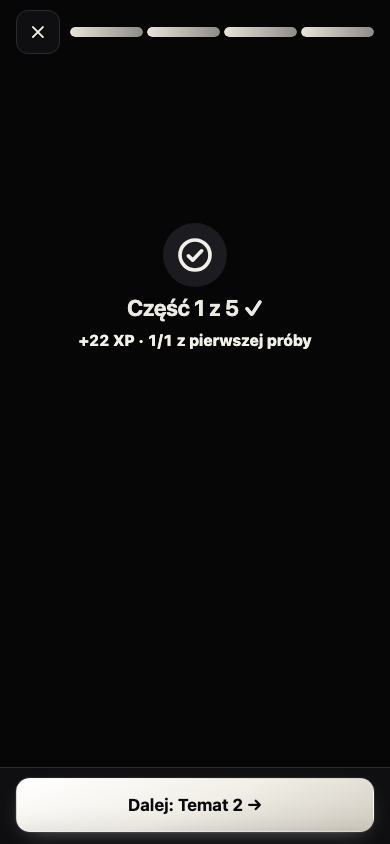 Część 1 z 5 ✓
+22 XP · 1/1 z pierwszej próby
Dalej: Temat 2 →